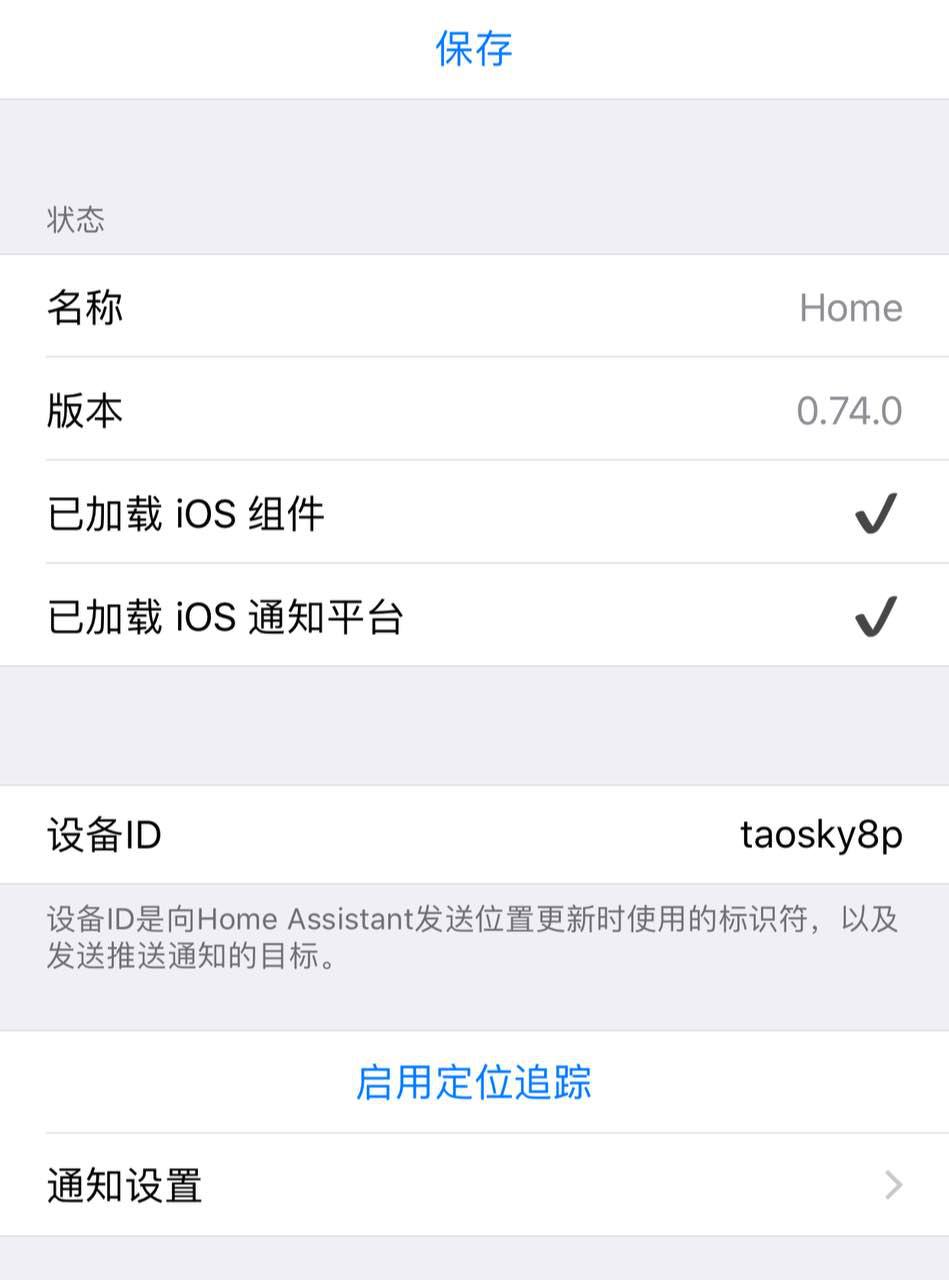 保存
状态
名称 Home
版本 0.74.0
已加载 iOS 组件
已加载 iOS 通知平台
设备ID taosky8p
设备ID是向Home Assistant发送位置更新时使用的标识符，以及
发送推送通知的目标。
启用定位追踪
通知设置